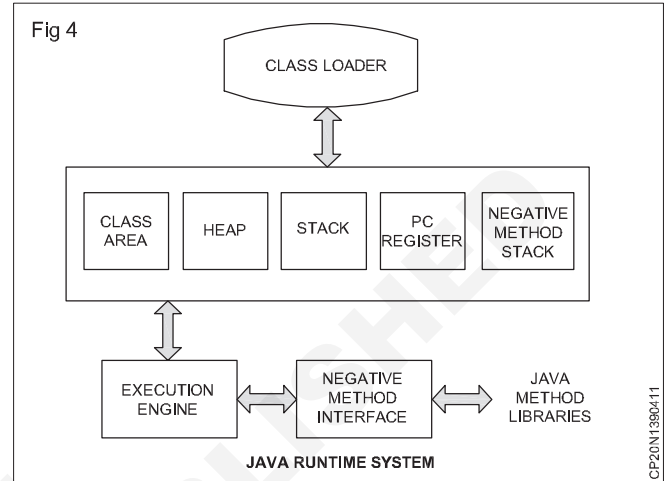 Fig 4
CLASS LOADER
CLASS
AREA
HEAP
STACK
PC
REGISTER
NEGATIVE
METHOD
STACK
EXECUTION
ENGINE
NEGATIVE
METHOD
INTERFACE
JAVA
METHOD
LIBRARIES
JAVA RUNTIME SYSTEM
CP20N1390411
BLISHED